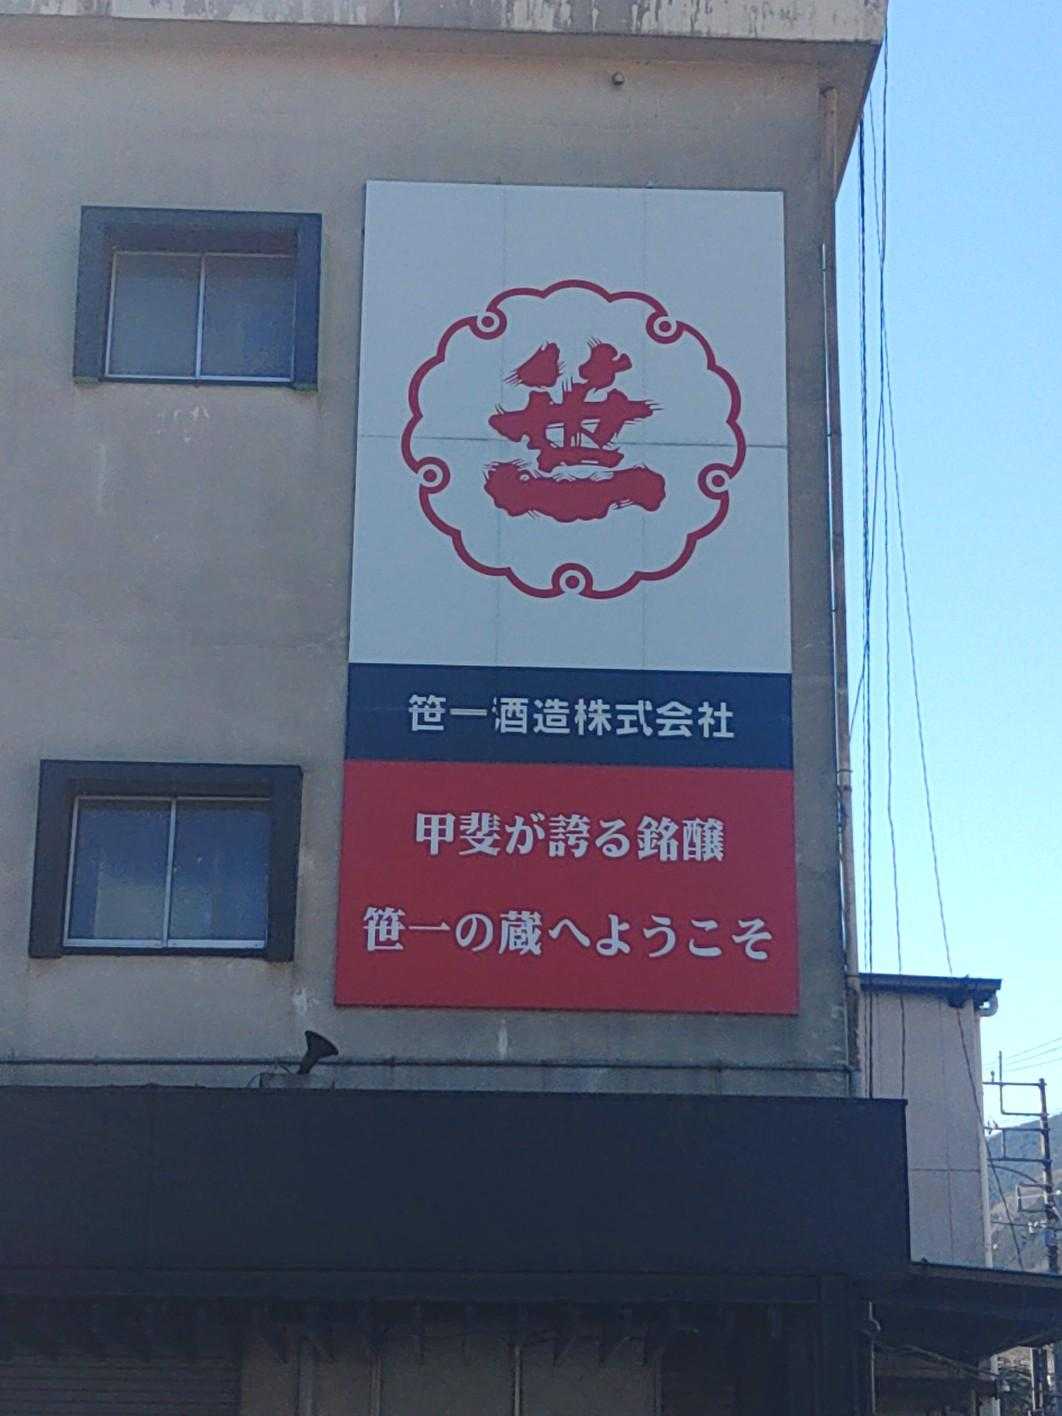 笹一
笹一酒造株式会社
甲斐が誇る銘醸
笹一の蔵へようこそ